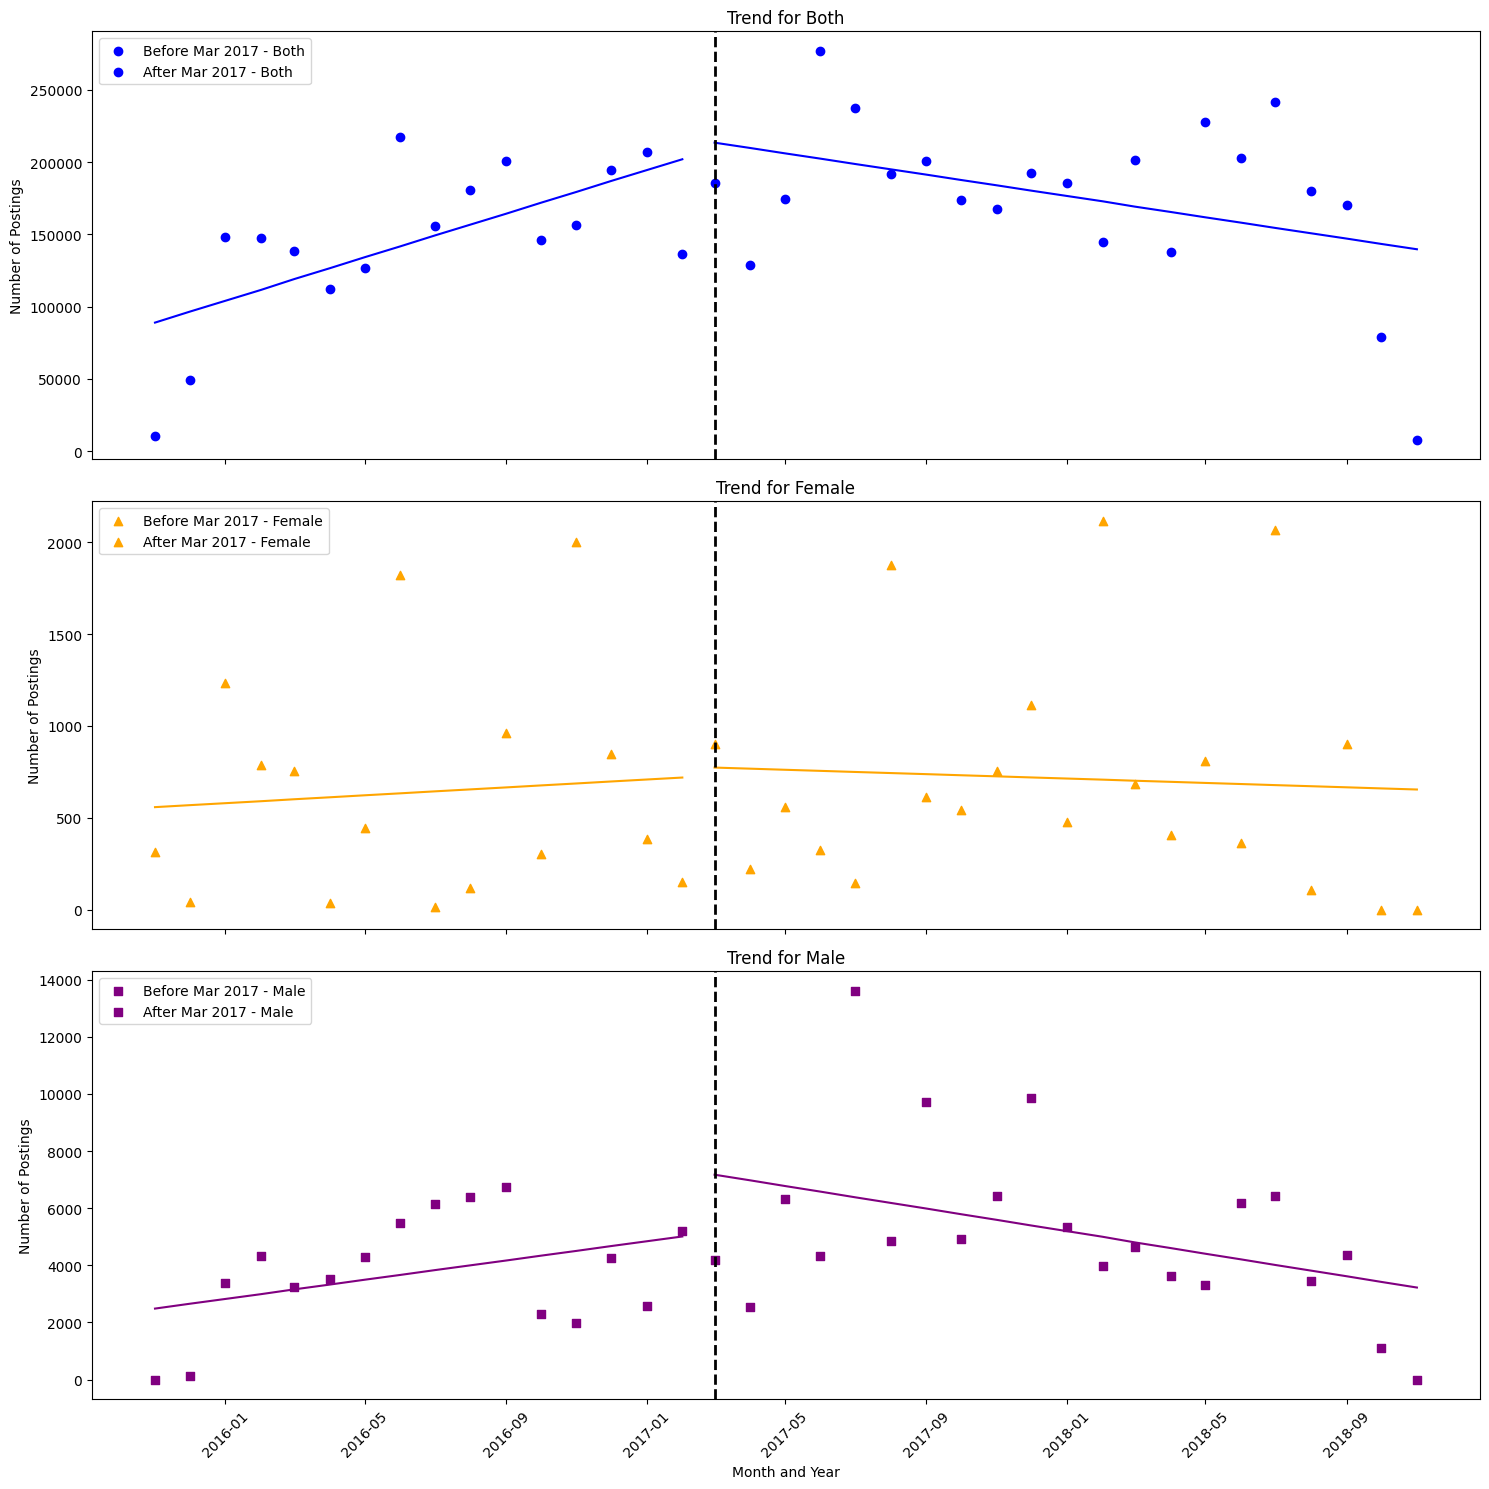 Trend for Both
Before Mar 2017 - Both
After Mar 2017 - Both
Number of Postings
250000
200000
150000
100000
50000
0
Trend for Female
Before Mar 2017 - Female
After Mar 2017 - Female
Number of Postings
2000
1500
1000
500
0
Trend for Male
Before Mar 2017 - Male
After Mar 2017 - Male
Number of Postings
14000
12000
10000
8000
6000
4000
2000
0
2016-01
2016-05
2016-09
2017-01
2017-05
2017-09
2018-01
2018-05
2018-09
Month and Year